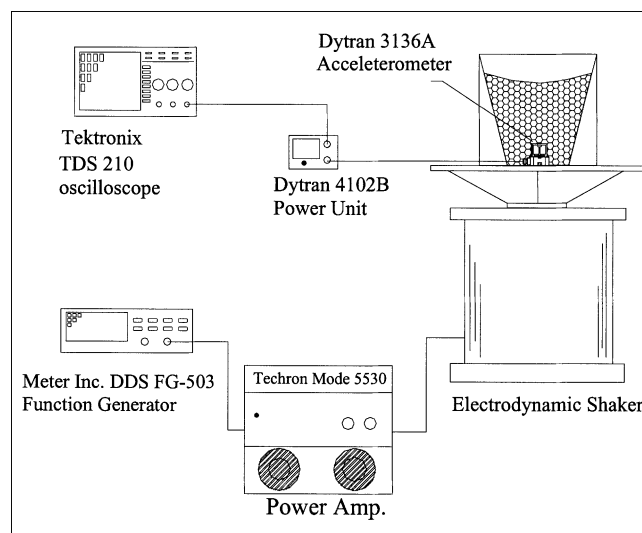 Dytran 3136A
Acceleterometer
Tektronix
TDS 210
oscilloscope
Dytran 4102B
Power Unit
Meter Inc. DDS FG-503
Function Generator
Techron Mode 5530
Electrodynamic Shaker
Power Amp.